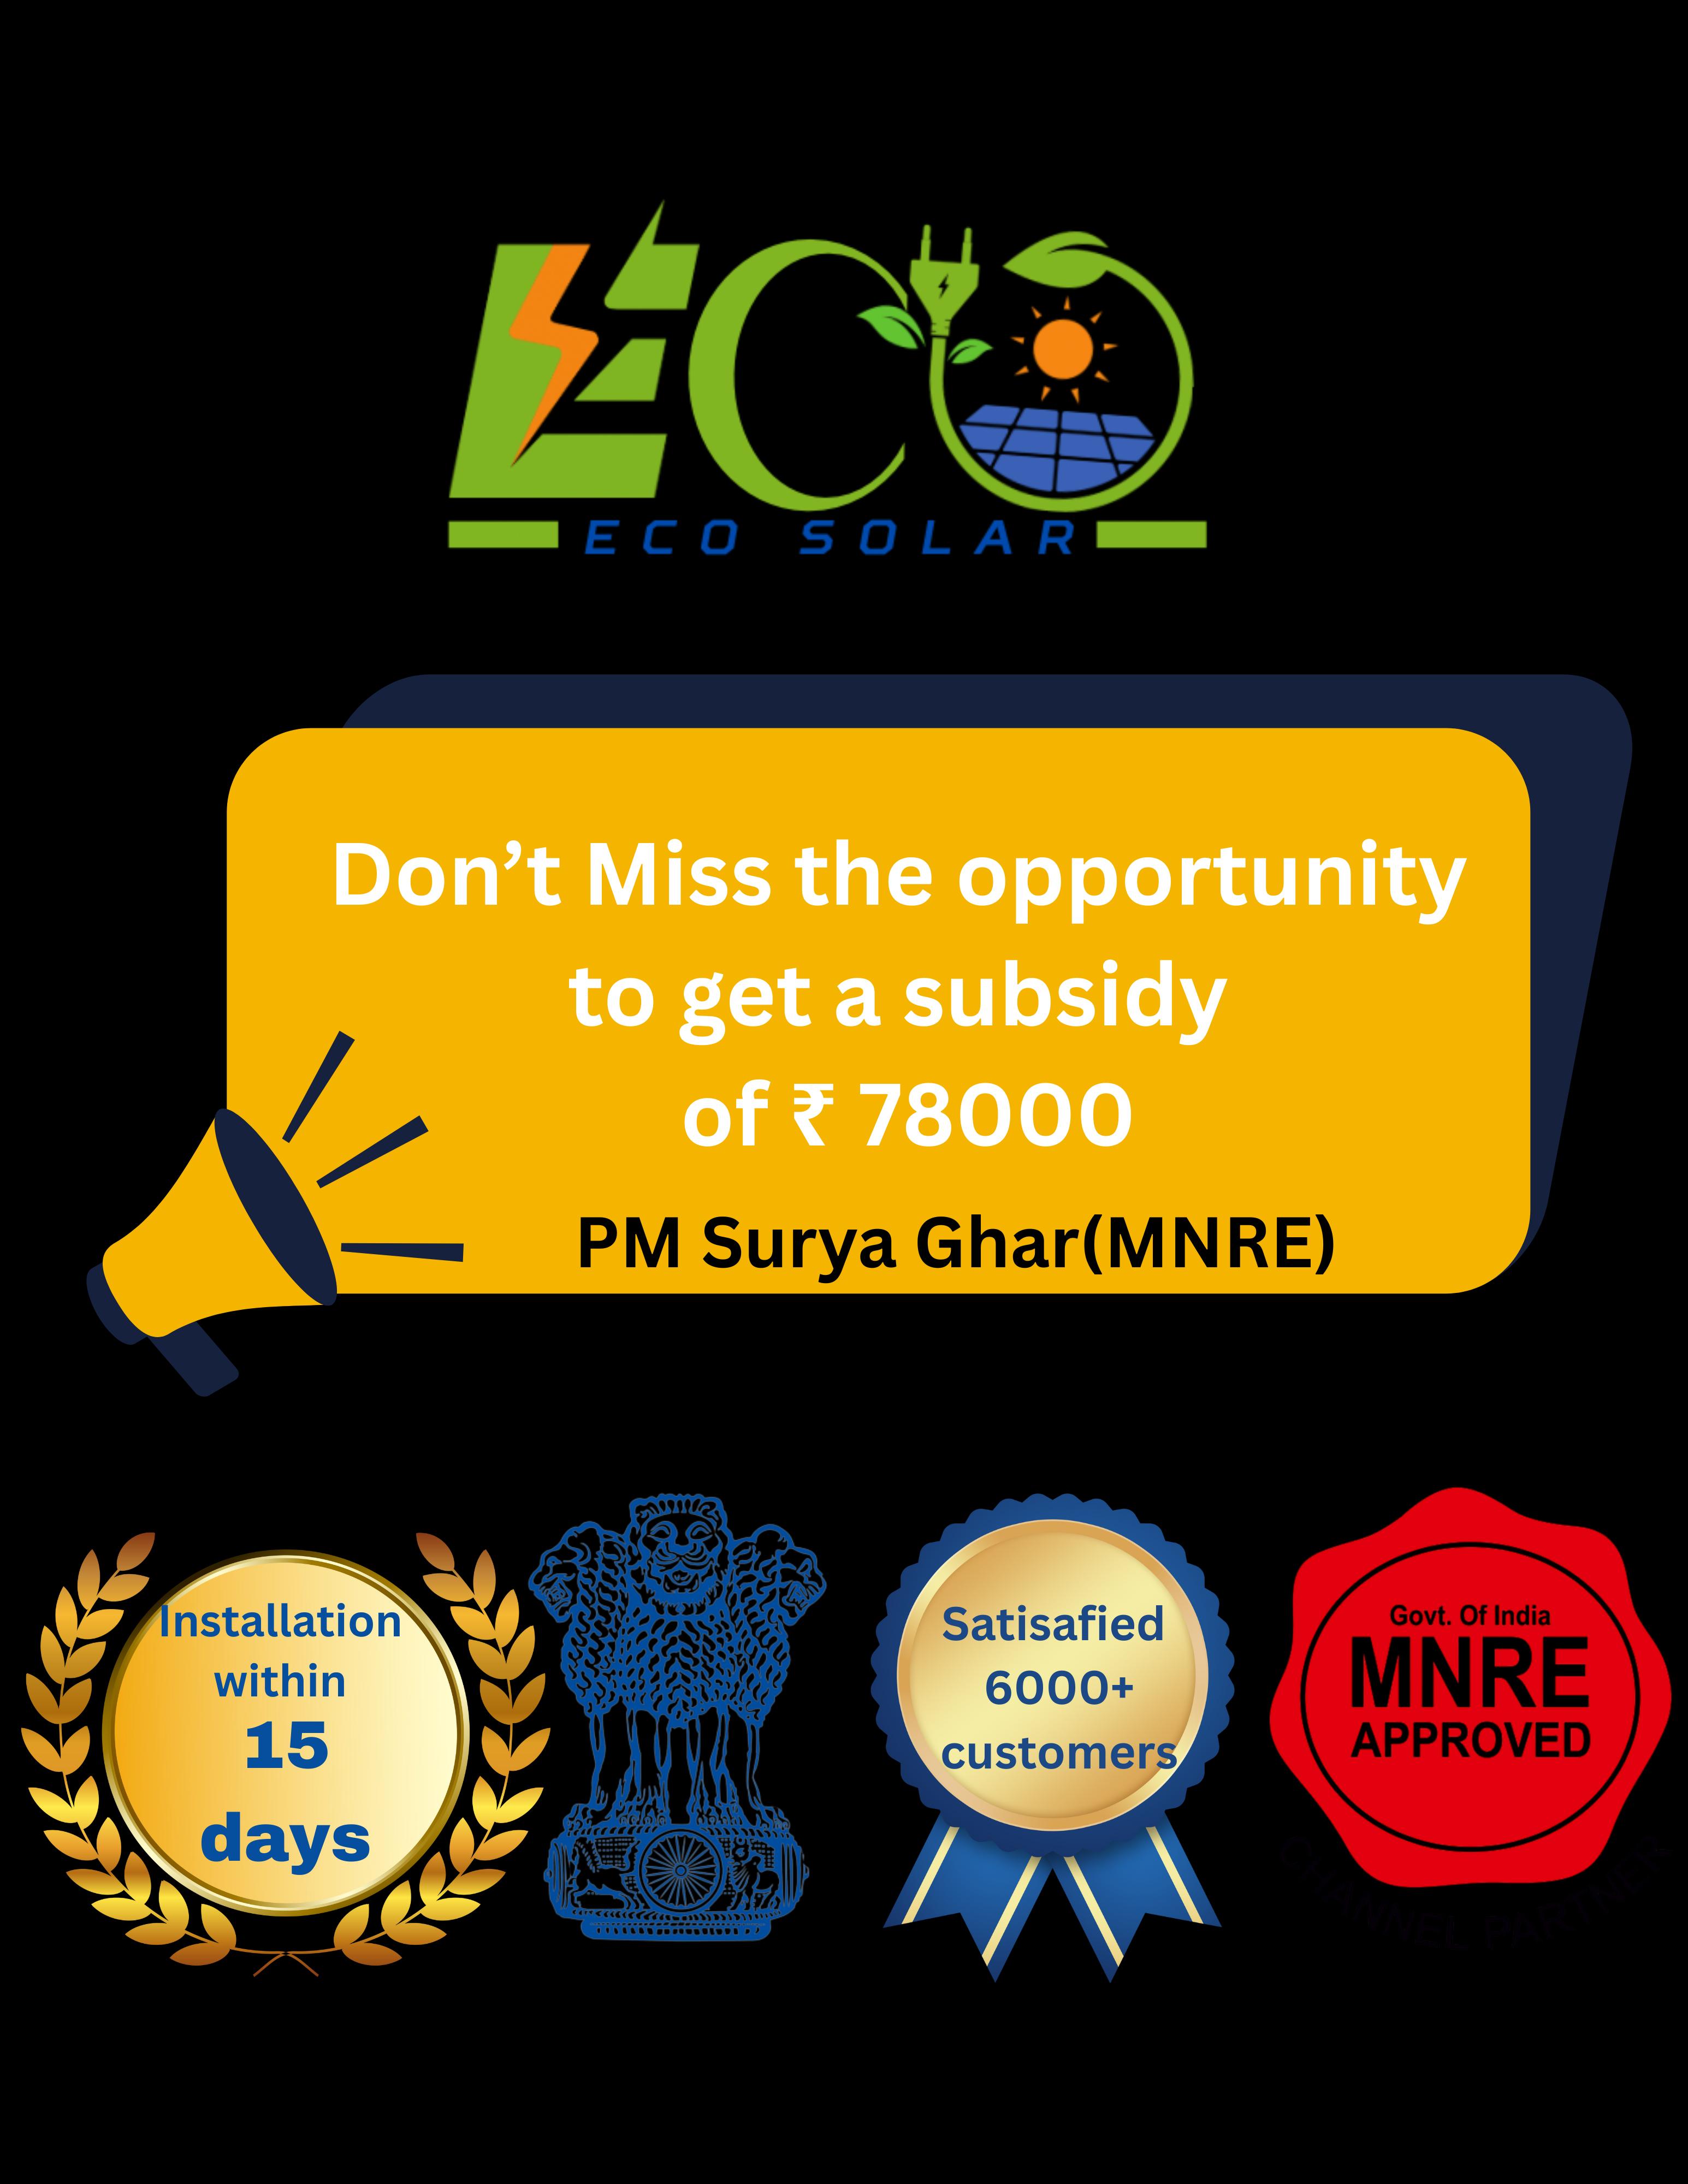 ECO
ECO SOLAR
Don’t Miss the opportunity
to get a subsidy
of ₹ 78000
PM Surya Ghar(MNRE)
Installation
within
15
days
Satisafied
6000+
customers
Govt. Of India
MNRE
APPROVED
PARTNER